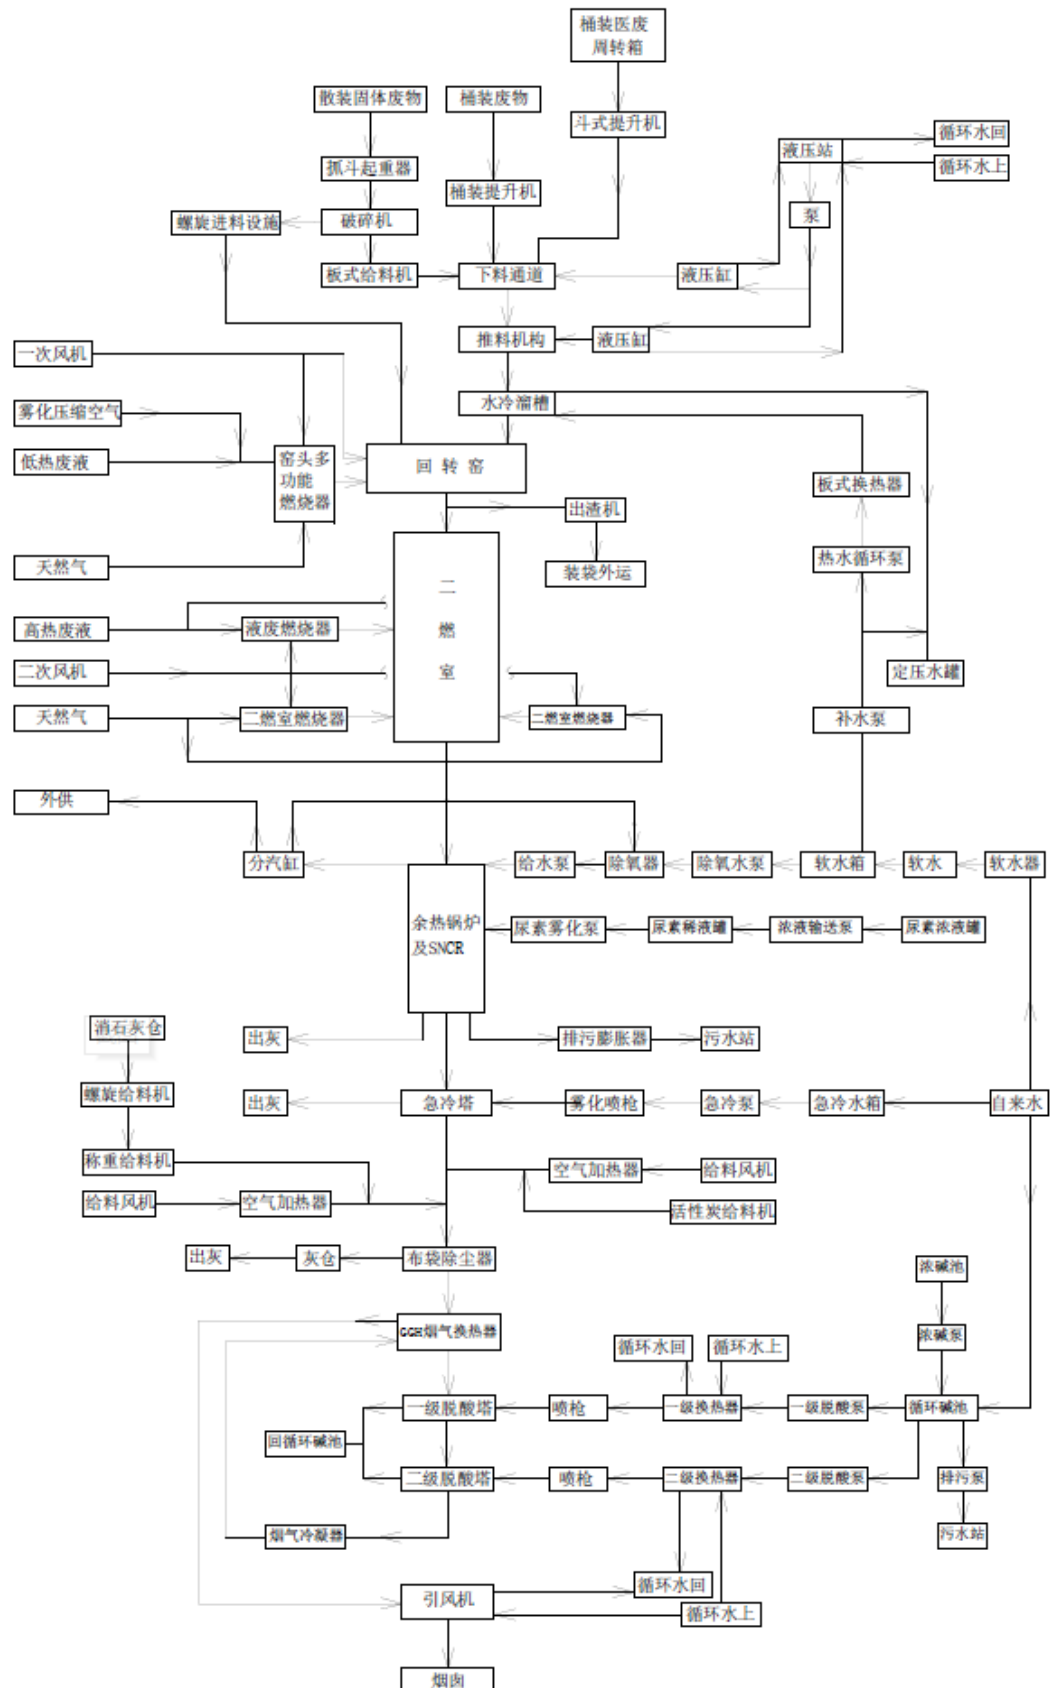 桶装医废
周转箱
散装固体废物
桶装废物
斗式提升机
循环水回
液压站
循环水上
抓斗起重器
桶装提升机
泵
螺旋进料设施
破碎机
板式给料机
下料通道
液压缸
推料机构
液压缸
一次风机
水冷溜槽
雾化压缩空气
低热废液
窑头多
功能
燃烧器
回转窑
板式换热器
出渣机
热水循环泵
天然气
装袋外运
二
燃
室
高热废液
液废燃烧器
二次风机
定压水罐
天然气
二燃室燃烧器
二燃室燃烧器
补水泵
外供
分汽缸
给水泵
除氧器
除氧水泵
软水箱
软水
软水器
余热锅炉
及SNCR
尿素雾化泵
尿素稀液罐
浓液输送泵
尿素浓液罐
消石灰仓
出灰
排污膨胀器
污水站
螺旋给料机
出灰
急冷塔
雾化喷枪
急冷泵
急冷水箱
自来水
称重给料机
空气加热器
给料风机
给料风机
空气加热器
活性炭给料机
出灰
灰仓
布袋除尘器
浓碱池
GGH烟气换热器
浓碱泵
循环水回
循环水上
一级脱酸塔
喷枪
一级换热器
一级脱酸泵
循环碱池
回循环碱池
二级脱酸塔
喷枪
二级换热器
二级脱酸泵
排污泵
烟气冷凝器
污水站
循环水回
引风机
循环水上
烟囱